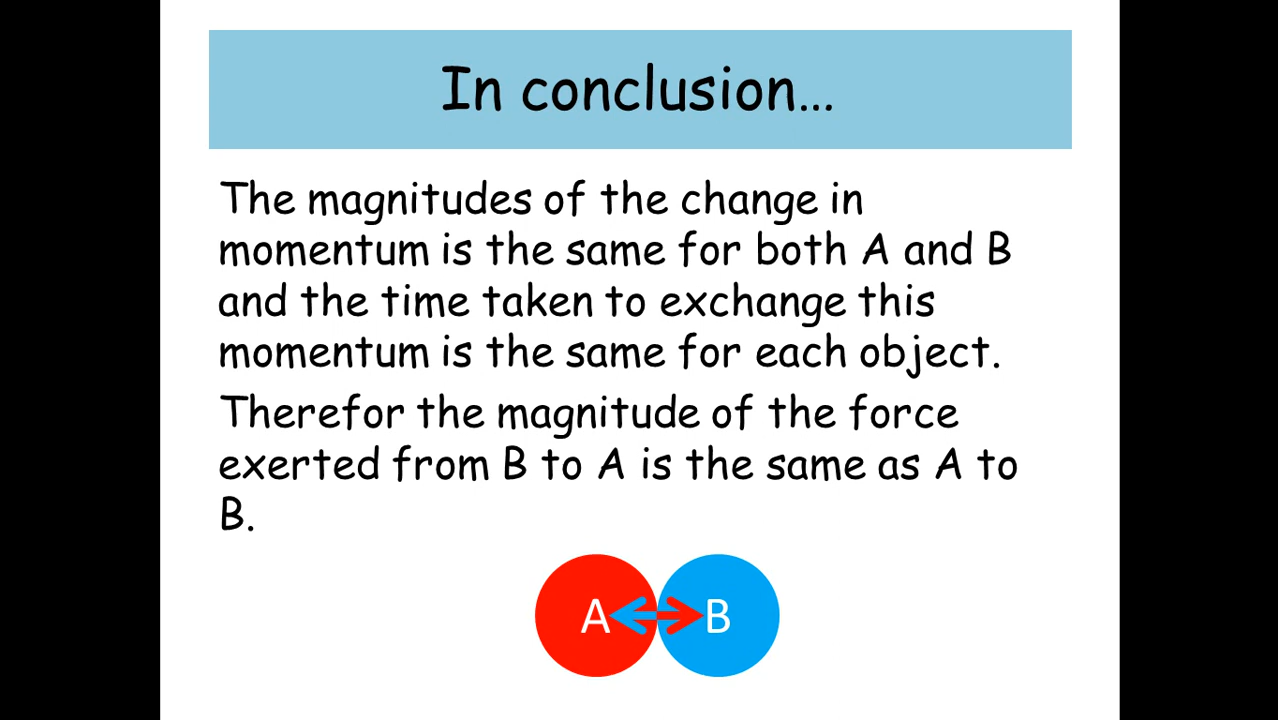 In conclusion…
The magnitudes of the change in
momentum is the same for both A and B
and the time taken to exchange this
momentum is the same for each object.
Therefor the magnitude of the force
exerted from B to A is the same as A to
B.
A B